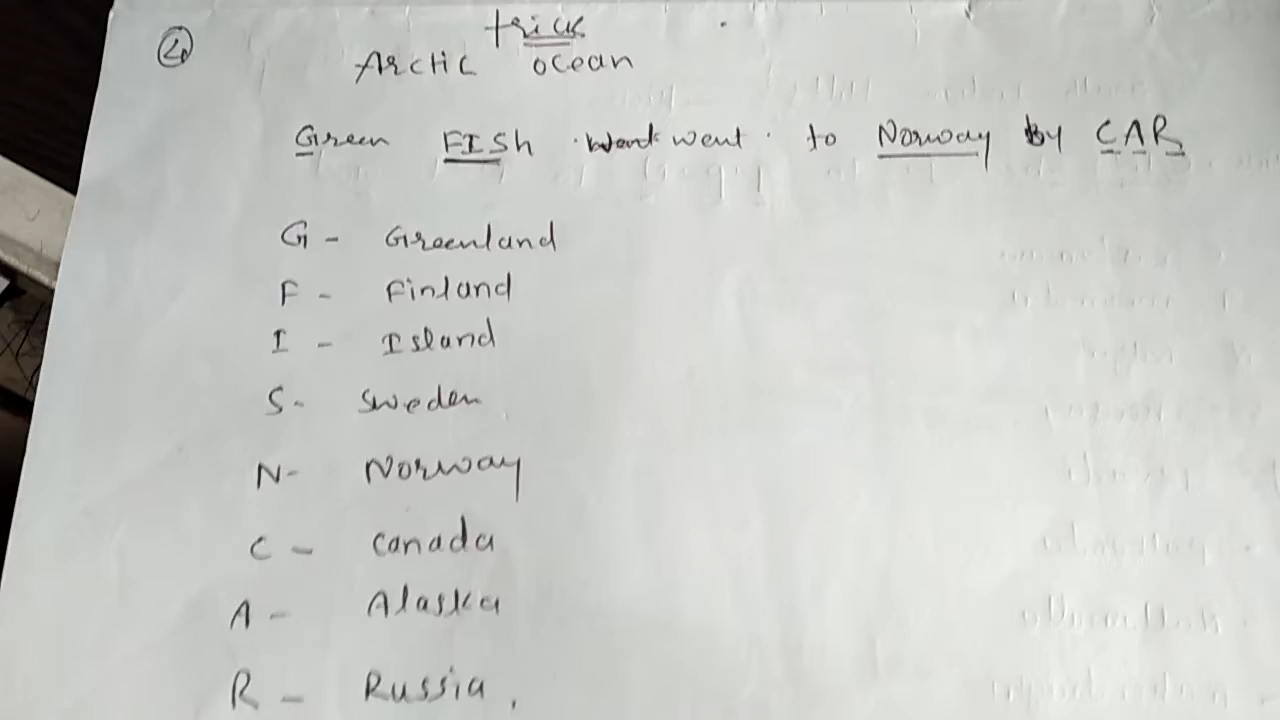 2
trick
Arctic ocean
Green FISh went to Norway by CAR
G - Greenland
F - Finland
I - Island
S - Sweden
N - Norway
C - Canada
A - Alaska
R - Russia,